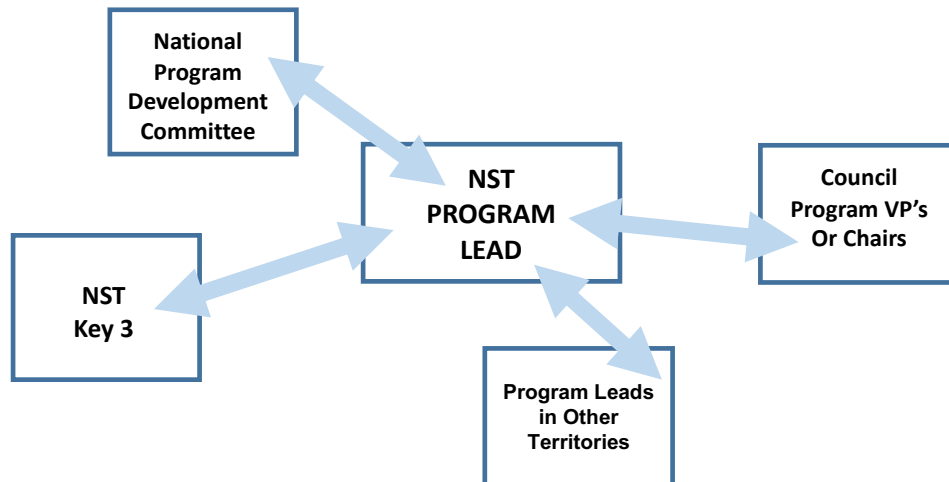 National
Program
Development
Committee
NST
PROGRAM
LEAD
Council
Program VP’s
Or Chairs
NST
Key 3
Program Leads
in Other
Territories